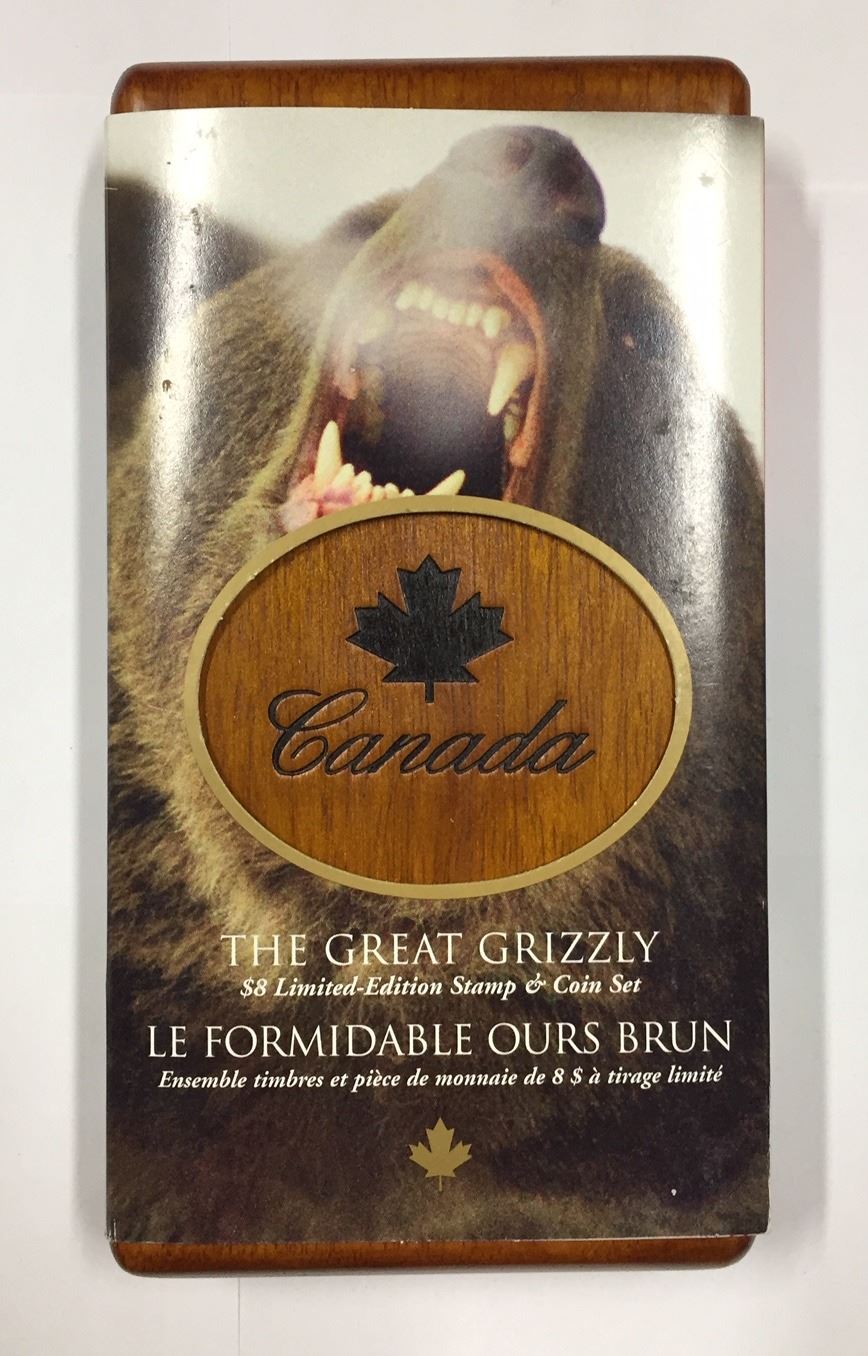 Canada
THE GREAT GRIZZLY
$8 Limited-Edition Stamp & Coin Set
LE FORMIDABLE OURS BRUN
Ensemble timbres et pièce de monnaie de 8 $ à tirage limité